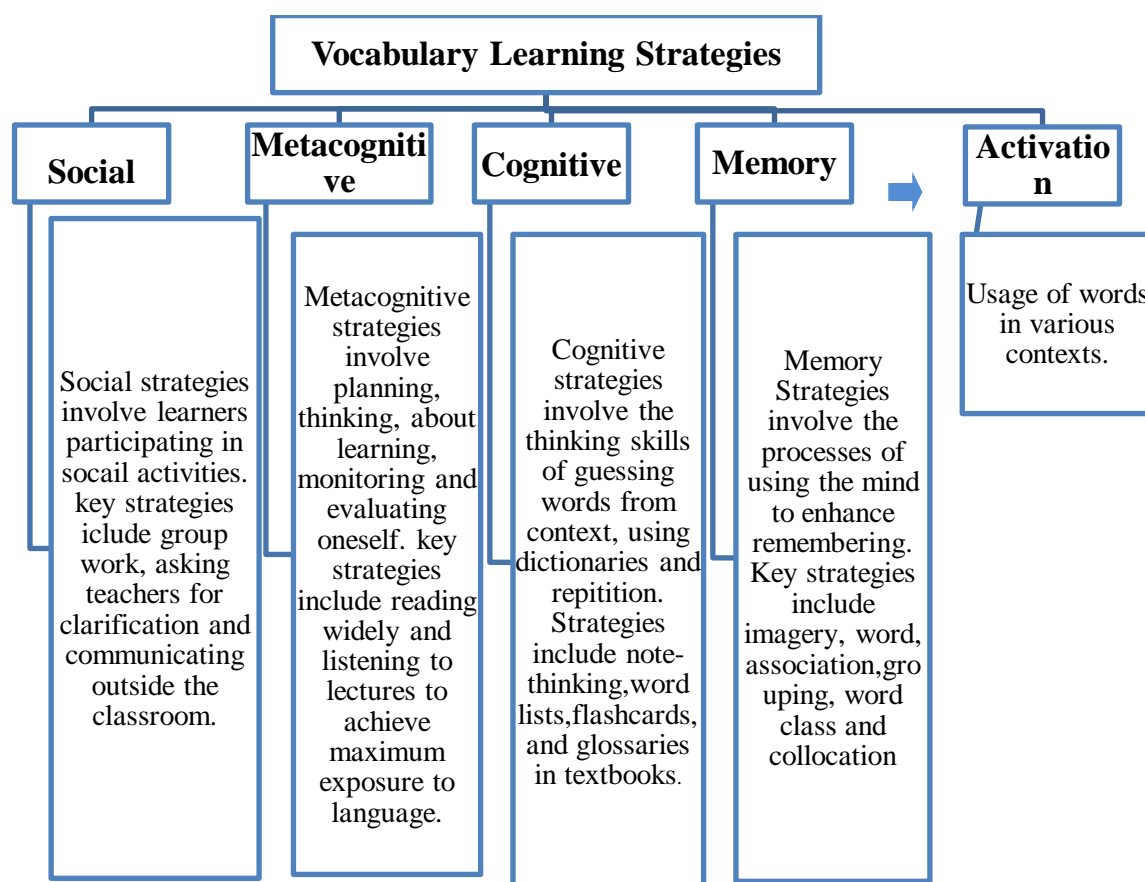 Vocabulary Learning Strategies
Social
Metacogniti
ve
Cognitive
Memory
Activatio
n
Social strategies
involve learners
participating in
socail activities.
key strategies
iclude group
work, asking
teachers for
clarification and
communicating
outside the
classroom.
Metacognitive
strategies
involve
planning,
thinking, about
learning,
monitoring and
evaluating
oneself. key
strategies
include reading
widely and
listening to
lectures to
achieve
maximum
exposure to
language.
Cognitive
strategies
involve the
thinking skills
of guessing
words from
context, using
dictionaries and
repitition.
Strategies
include note-
thinking,word
lists,flashcards,
and glossaries
in textbooks.
Memory
Strategies
involve the
processes of
using the mind
to enhance
remembering.
Key strategies
include
imagery, word,
association,gro
uping, word
class and
collocation
Usage of words
in various
contexts.